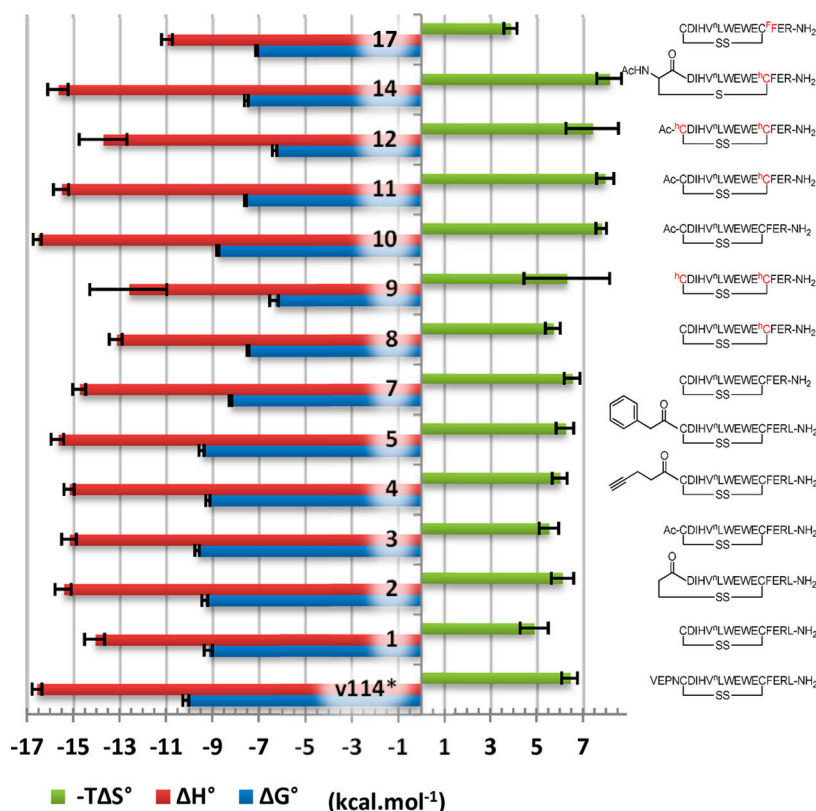 17 CDIHVⁿLWEWECᶠFER-NH₂
SS
O
AcHN
14 DIHVⁿLWEWEʰCFER-NH₂
S
12 Ac-ʰCDIHVⁿLWEWEʰCFER-NH₂
SS
11 Ac-CDIHVⁿLWEWEʰCFER-NH₂
SS
10 Ac-CDIHVⁿLWEWECFER-NH₂
SS
9 ʰCDIHVⁿLWEWEʰCFER-NH₂
SS
8 CDIHVⁿLWEWEʰCFER-NH₂
SS
7 CDIHVⁿLWEWECFER-NH₂
SS
O
5 CDIHVⁿLWEWECFERL-NH₂
SS
O
4 CDIHVⁿLWEWECFERL-NH₂
SS
3 Ac-CDIHVⁿLWEWECFERL-NH₂
SS
O
2 DIHVⁿLWEWECFERL-NH₂
SS
1 CDIHVⁿLWEWECFERL-NH₂
SS
v114* VEPNCDIHVⁿLWEWECFERL-NH₂
SS
-17 -15 -13 -11 -9 -7 -5 -3 -1 1 3 5 7
-TΔS° ΔH° ΔG° (kcal.mol⁻¹)